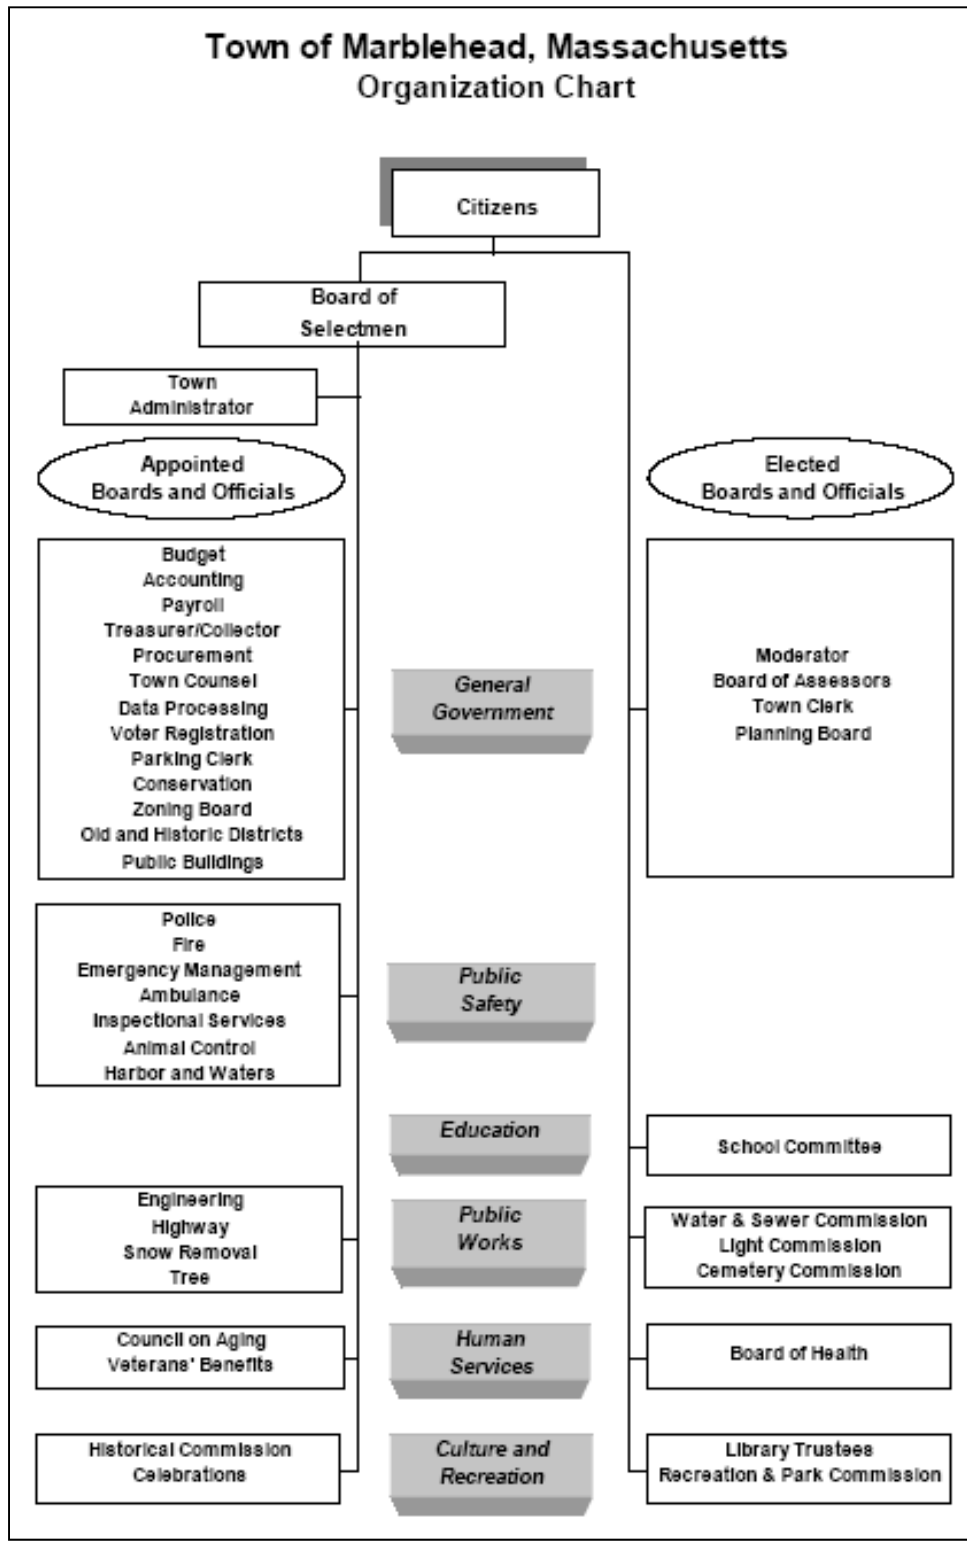 Town of Marblehead, Massachusetts
Organization Chart
Citizens
Board of
Selectmen
Town
Administrator
Appointed
Boards and Officials
Elected
Boards and Officials
Budget
Accounting
Payroll
Treasurer/Collector
Procurement
Town Counsel
Data Processing
Voter Registration
Parking Clerk
Conservation
Zoning Board
Old and Historic Districts
Public Buildings
General
Government
Moderator
Board of Assessors
Town Clerk
Planning Board
Police
Fire
Emergency Management
Ambulance
Inspectional Services
Animal Control
Harbor and Waters
Public
Safety
Education
School Committee
Engineering
Highway
Snow Removal
Tree
Public
Works
Water & Sewer Commission
Light Commission
Cemetery Commission
Council on Aging
Veterans' Benefits
Human
Services
Board of Health
Historical Commission
Celebrations
Culture and
Recreation
Library Trustees
Recreation & Park Commission